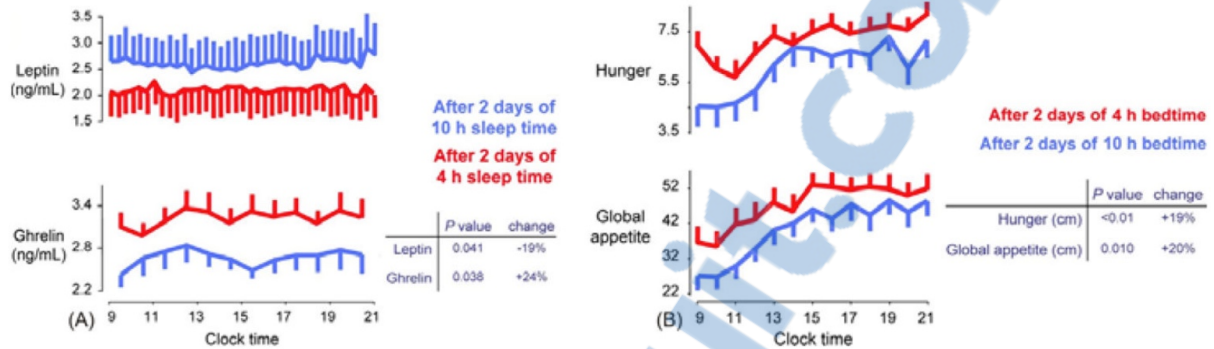 3.5
3.0
Leptin
2.5
(ng/mL)
2.0
1.5
After 2 days of
10 h sleep time
After 2 days of
4 h sleep time
3.4
Ghrelin
2.8
(ng/mL)
2.2
P value change
Leptin 0.041 -19%
Ghrelin 0.038 +24%
(A) 9 11 13 15 17 19 21
Clock time
7.5
Hunger
5.5
3.5
After 2 days of 4 h bedtime
After 2 days of 10 h bedtime
52
42
Global
appetite
32
22
P value change
Hunger (cm) <0.01 +19%
Global appetite (cm) 0.010 +20%
(B) 9 11 13 15 17 19 21
Clock time